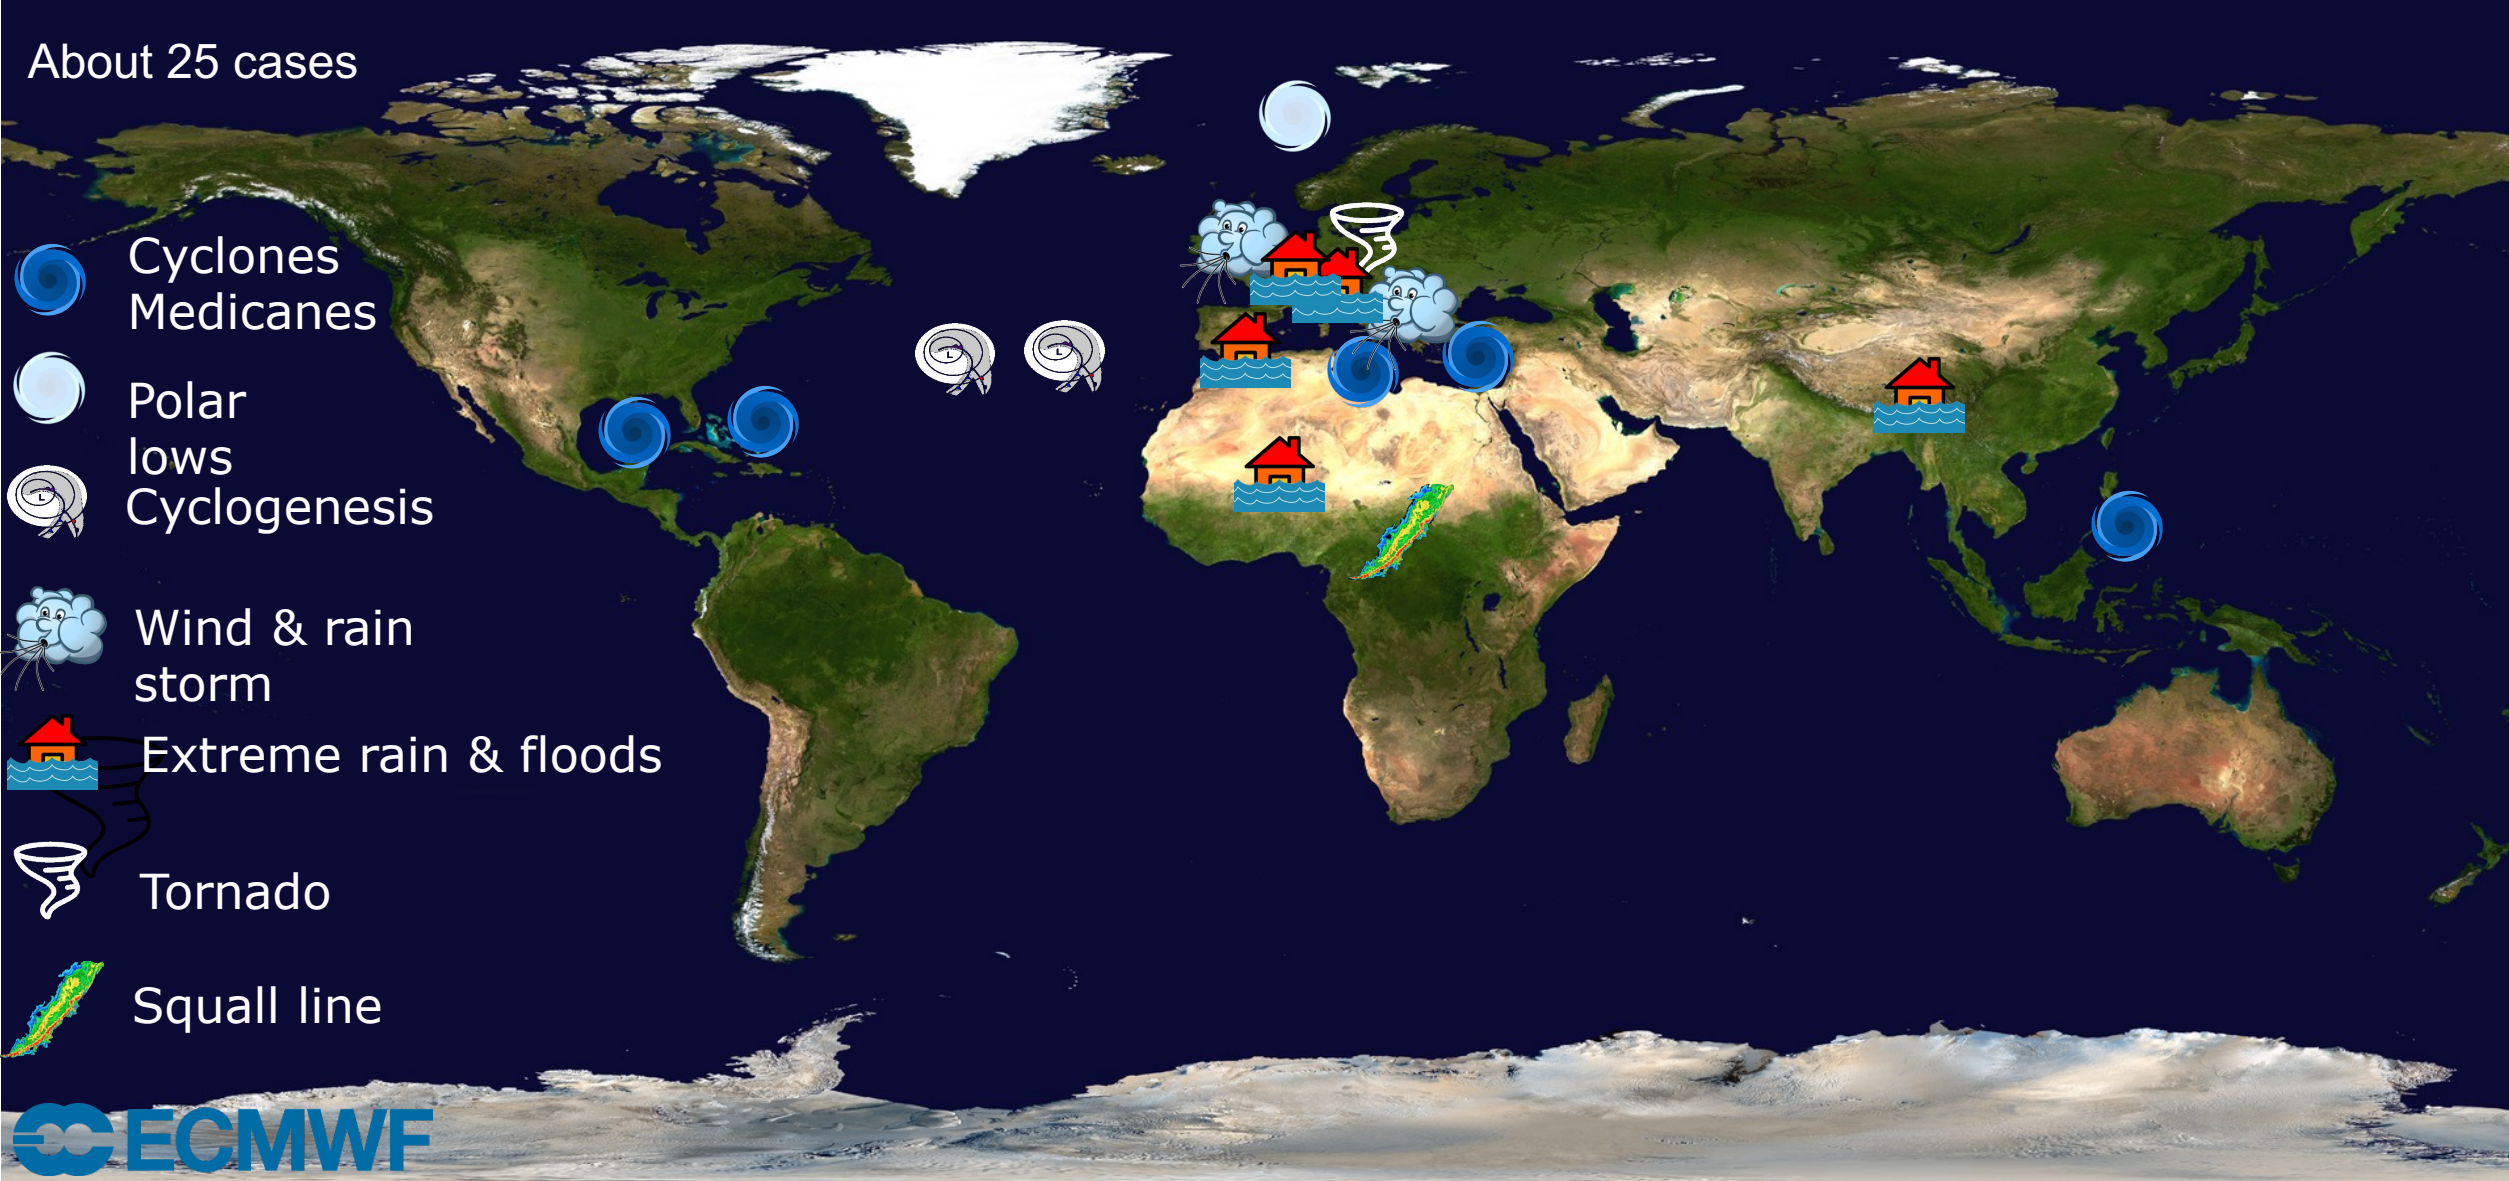 About 25 cases
Cyclones
Medicanes
Polar
lows
L
Cyclogenesis
Wind & rain
storm
Extreme rain & floods
Tornado
Squall line
ECMWF
L
L